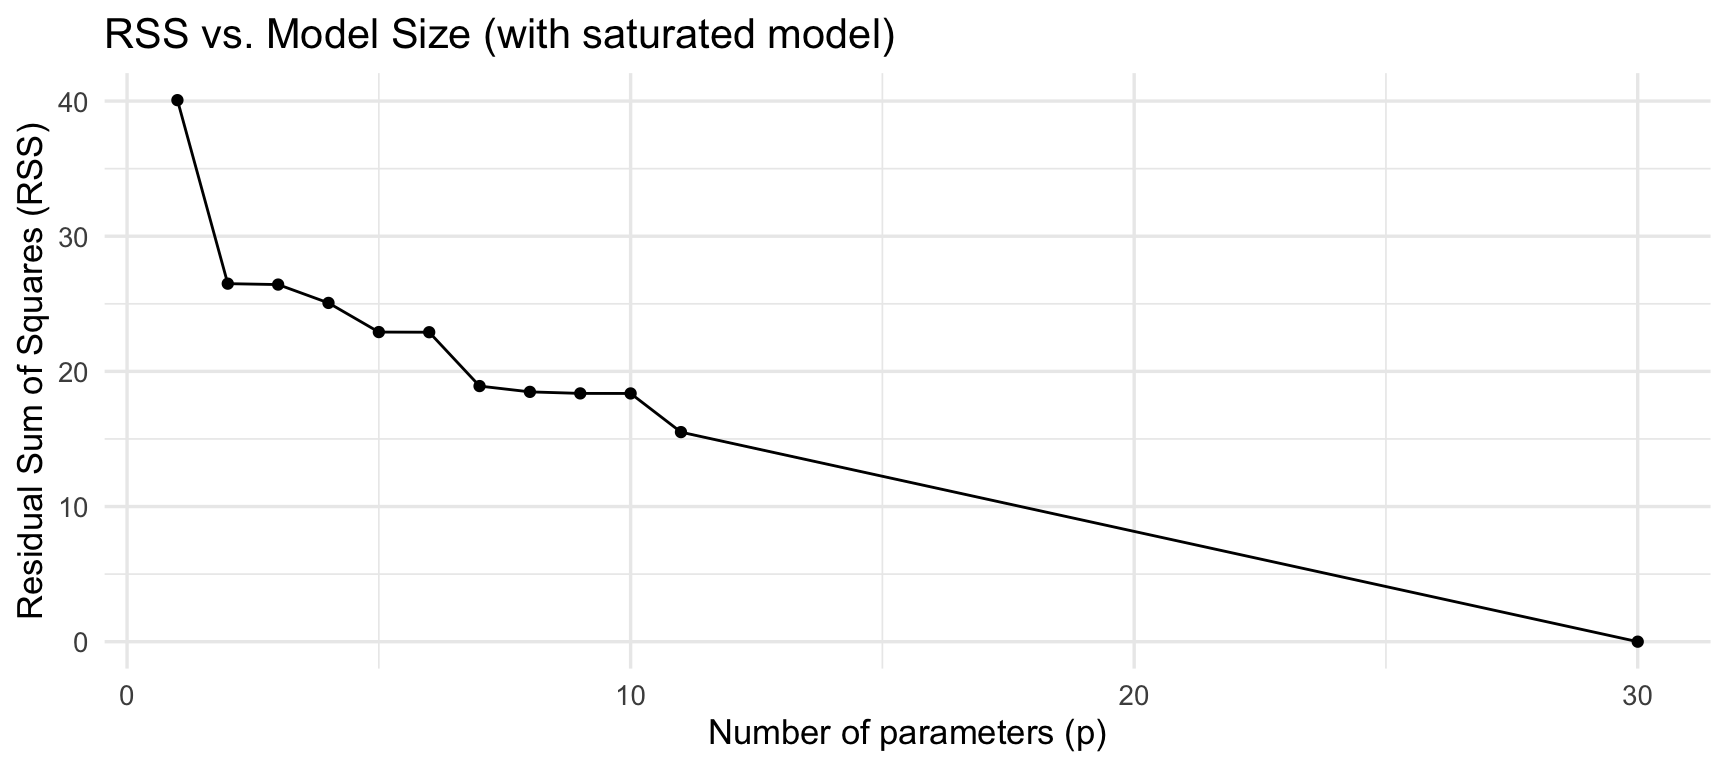 RSS vs. Model Size (with saturated model)
Residual Sum of Squares (RSS)
40
30
20
10
0
0 10 20 30
Number of parameters (p)